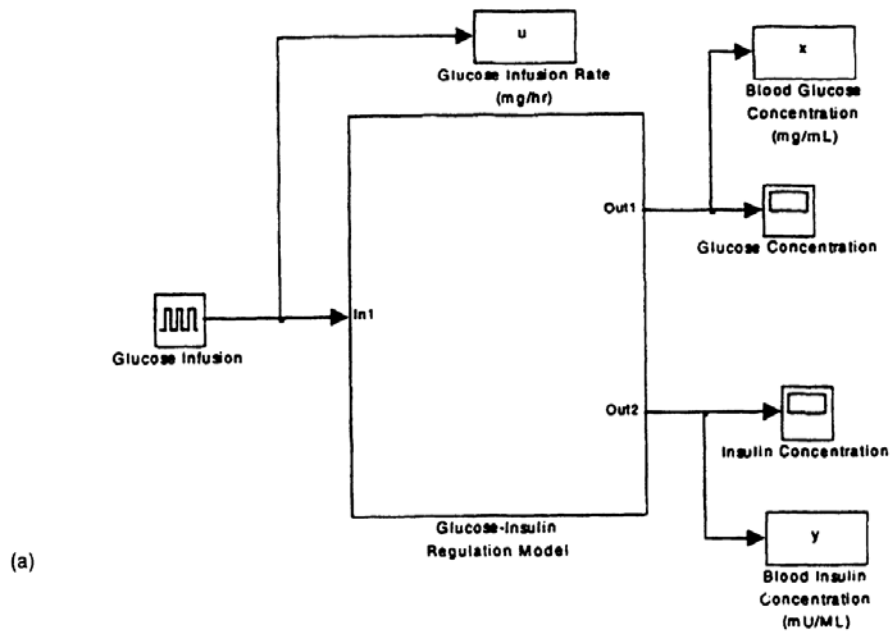 u
Glucose Infusion Rate
(mg/hr)
x
Blood Glucose
Concentration
(mg/mL)
Out1
Glucose Concentration
In1
Glucose Infusion
Out2
Insulin Concentration
Glucose-Insulin
Regulation Model
y
Blood Insulin
Concentration
(mU/ML)
(a)